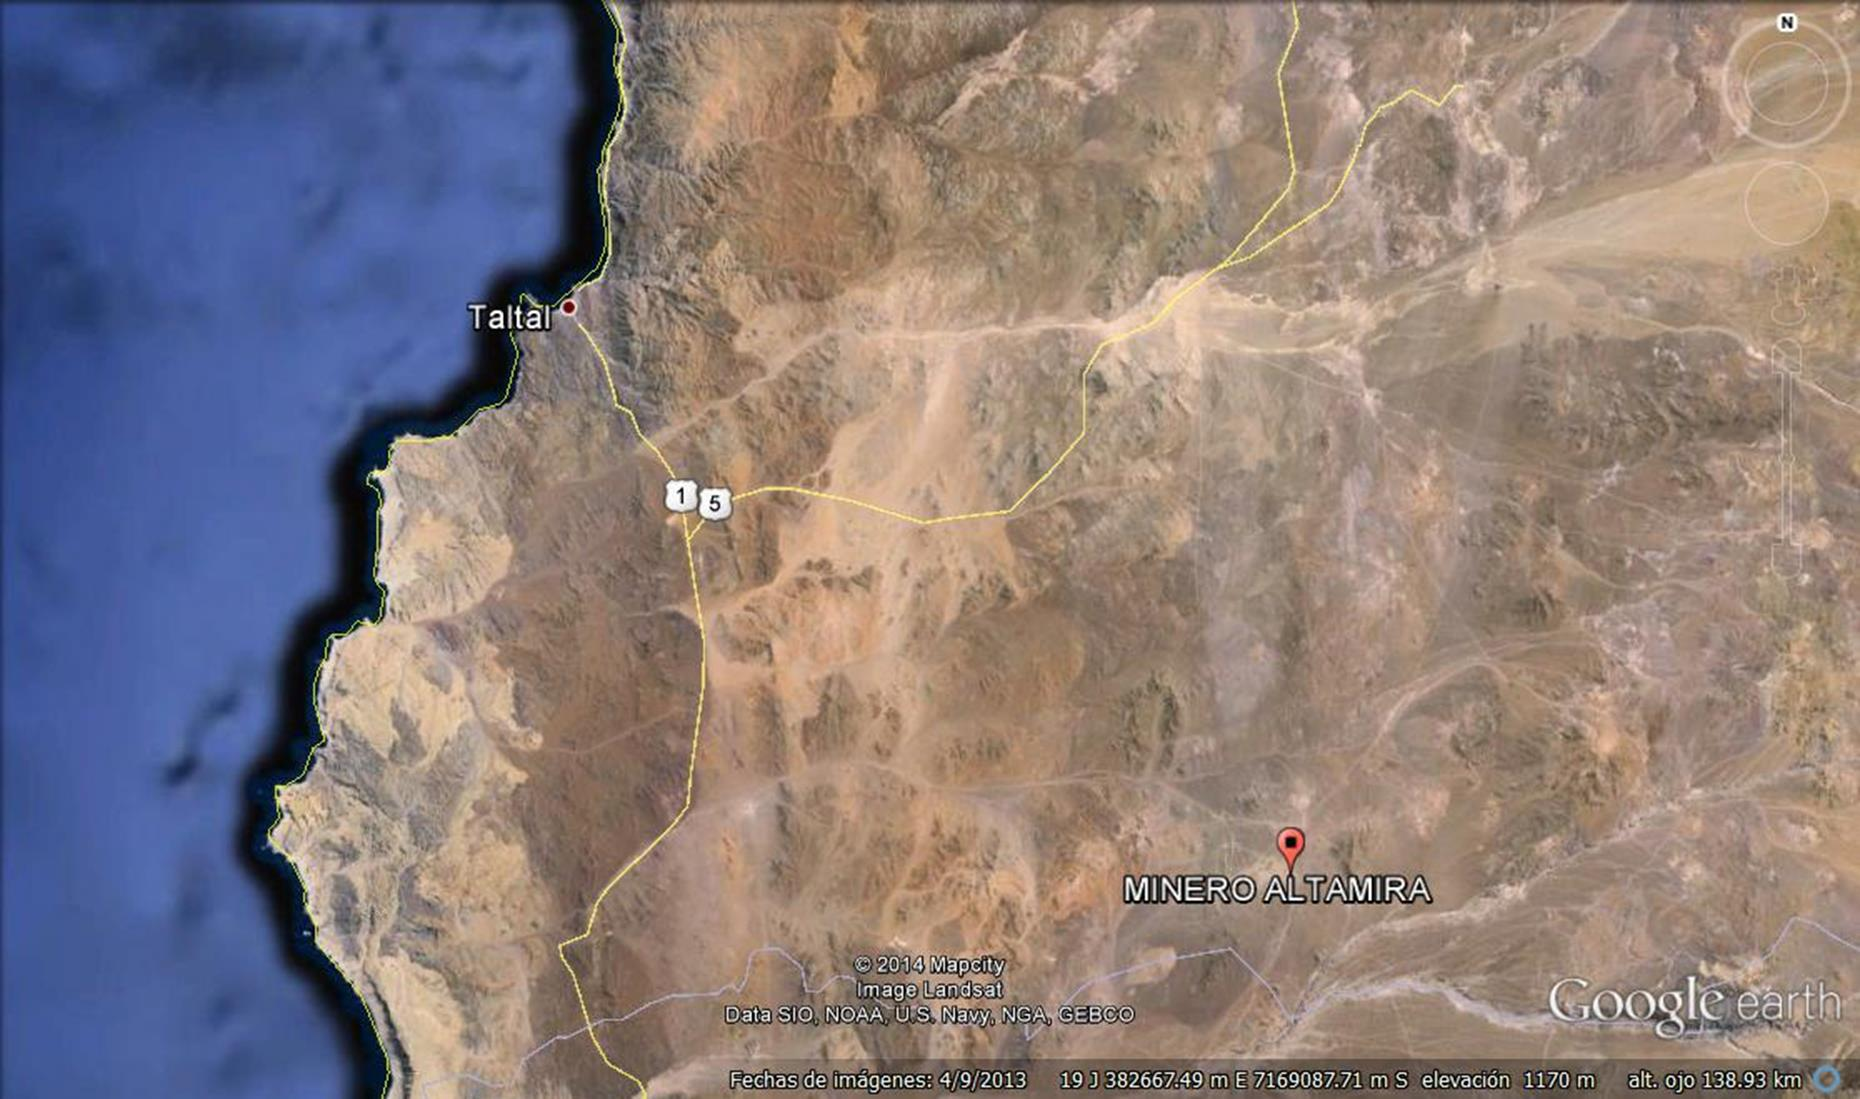 N
Taltal
1
5
MINERO ALTAMIRA
© 2014 Mapcity
Image Landsat
Data SIO, NOAA, U.S. Navy, NGA, GEBCO
Google earth
Fechas de imágenes: 4/9/2013 19 J 382667.49 m E 7169087.71 m S elevación 1170 m alt. ojo 138.93 km